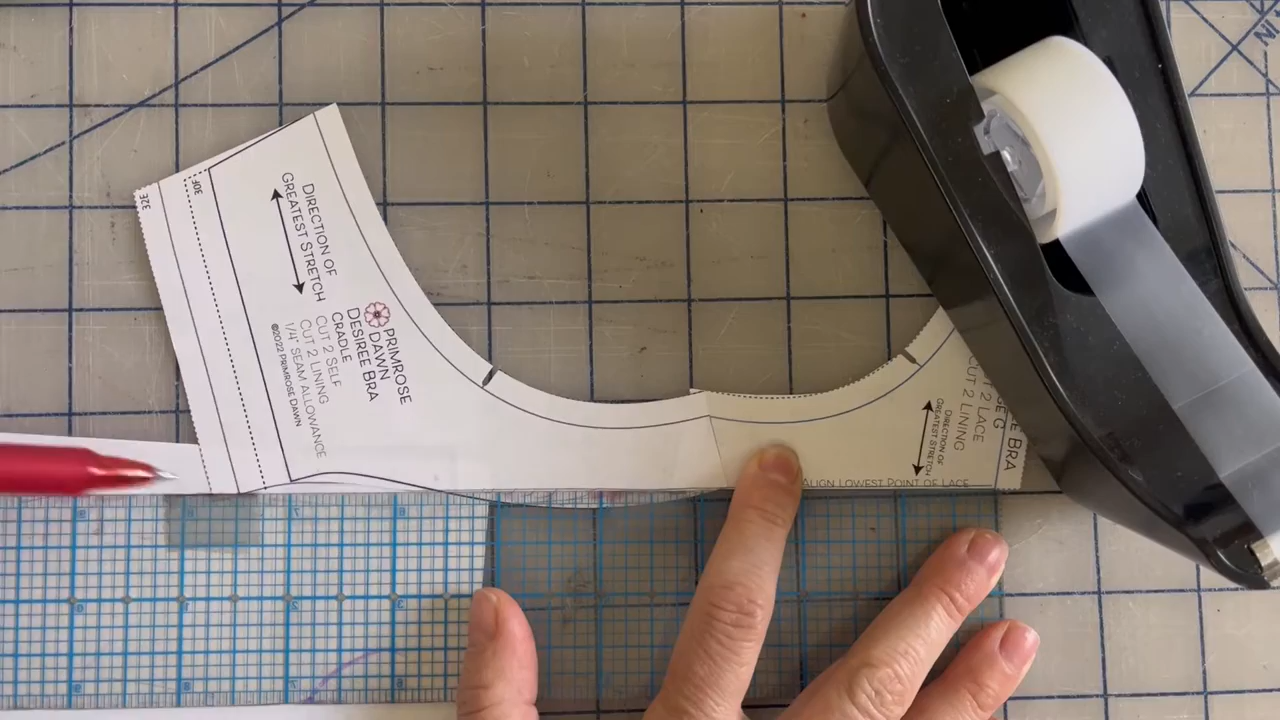 32E
30F
DIRECTION OF
GREATEST STRETCH
PRIMROSE
DAWN
DESIREE BRA
CRADLE
CUT 2 SELF
CUT 2 LINING
1/4" SEAM ALLOWANCE
©2022 PRIMROSE DAWN
DIRECTION OF
GREATEST STRETCH
CUT 2 LACE
CUT 2 LINING
BRA
ALIGN LOWEST POINT OF LACE